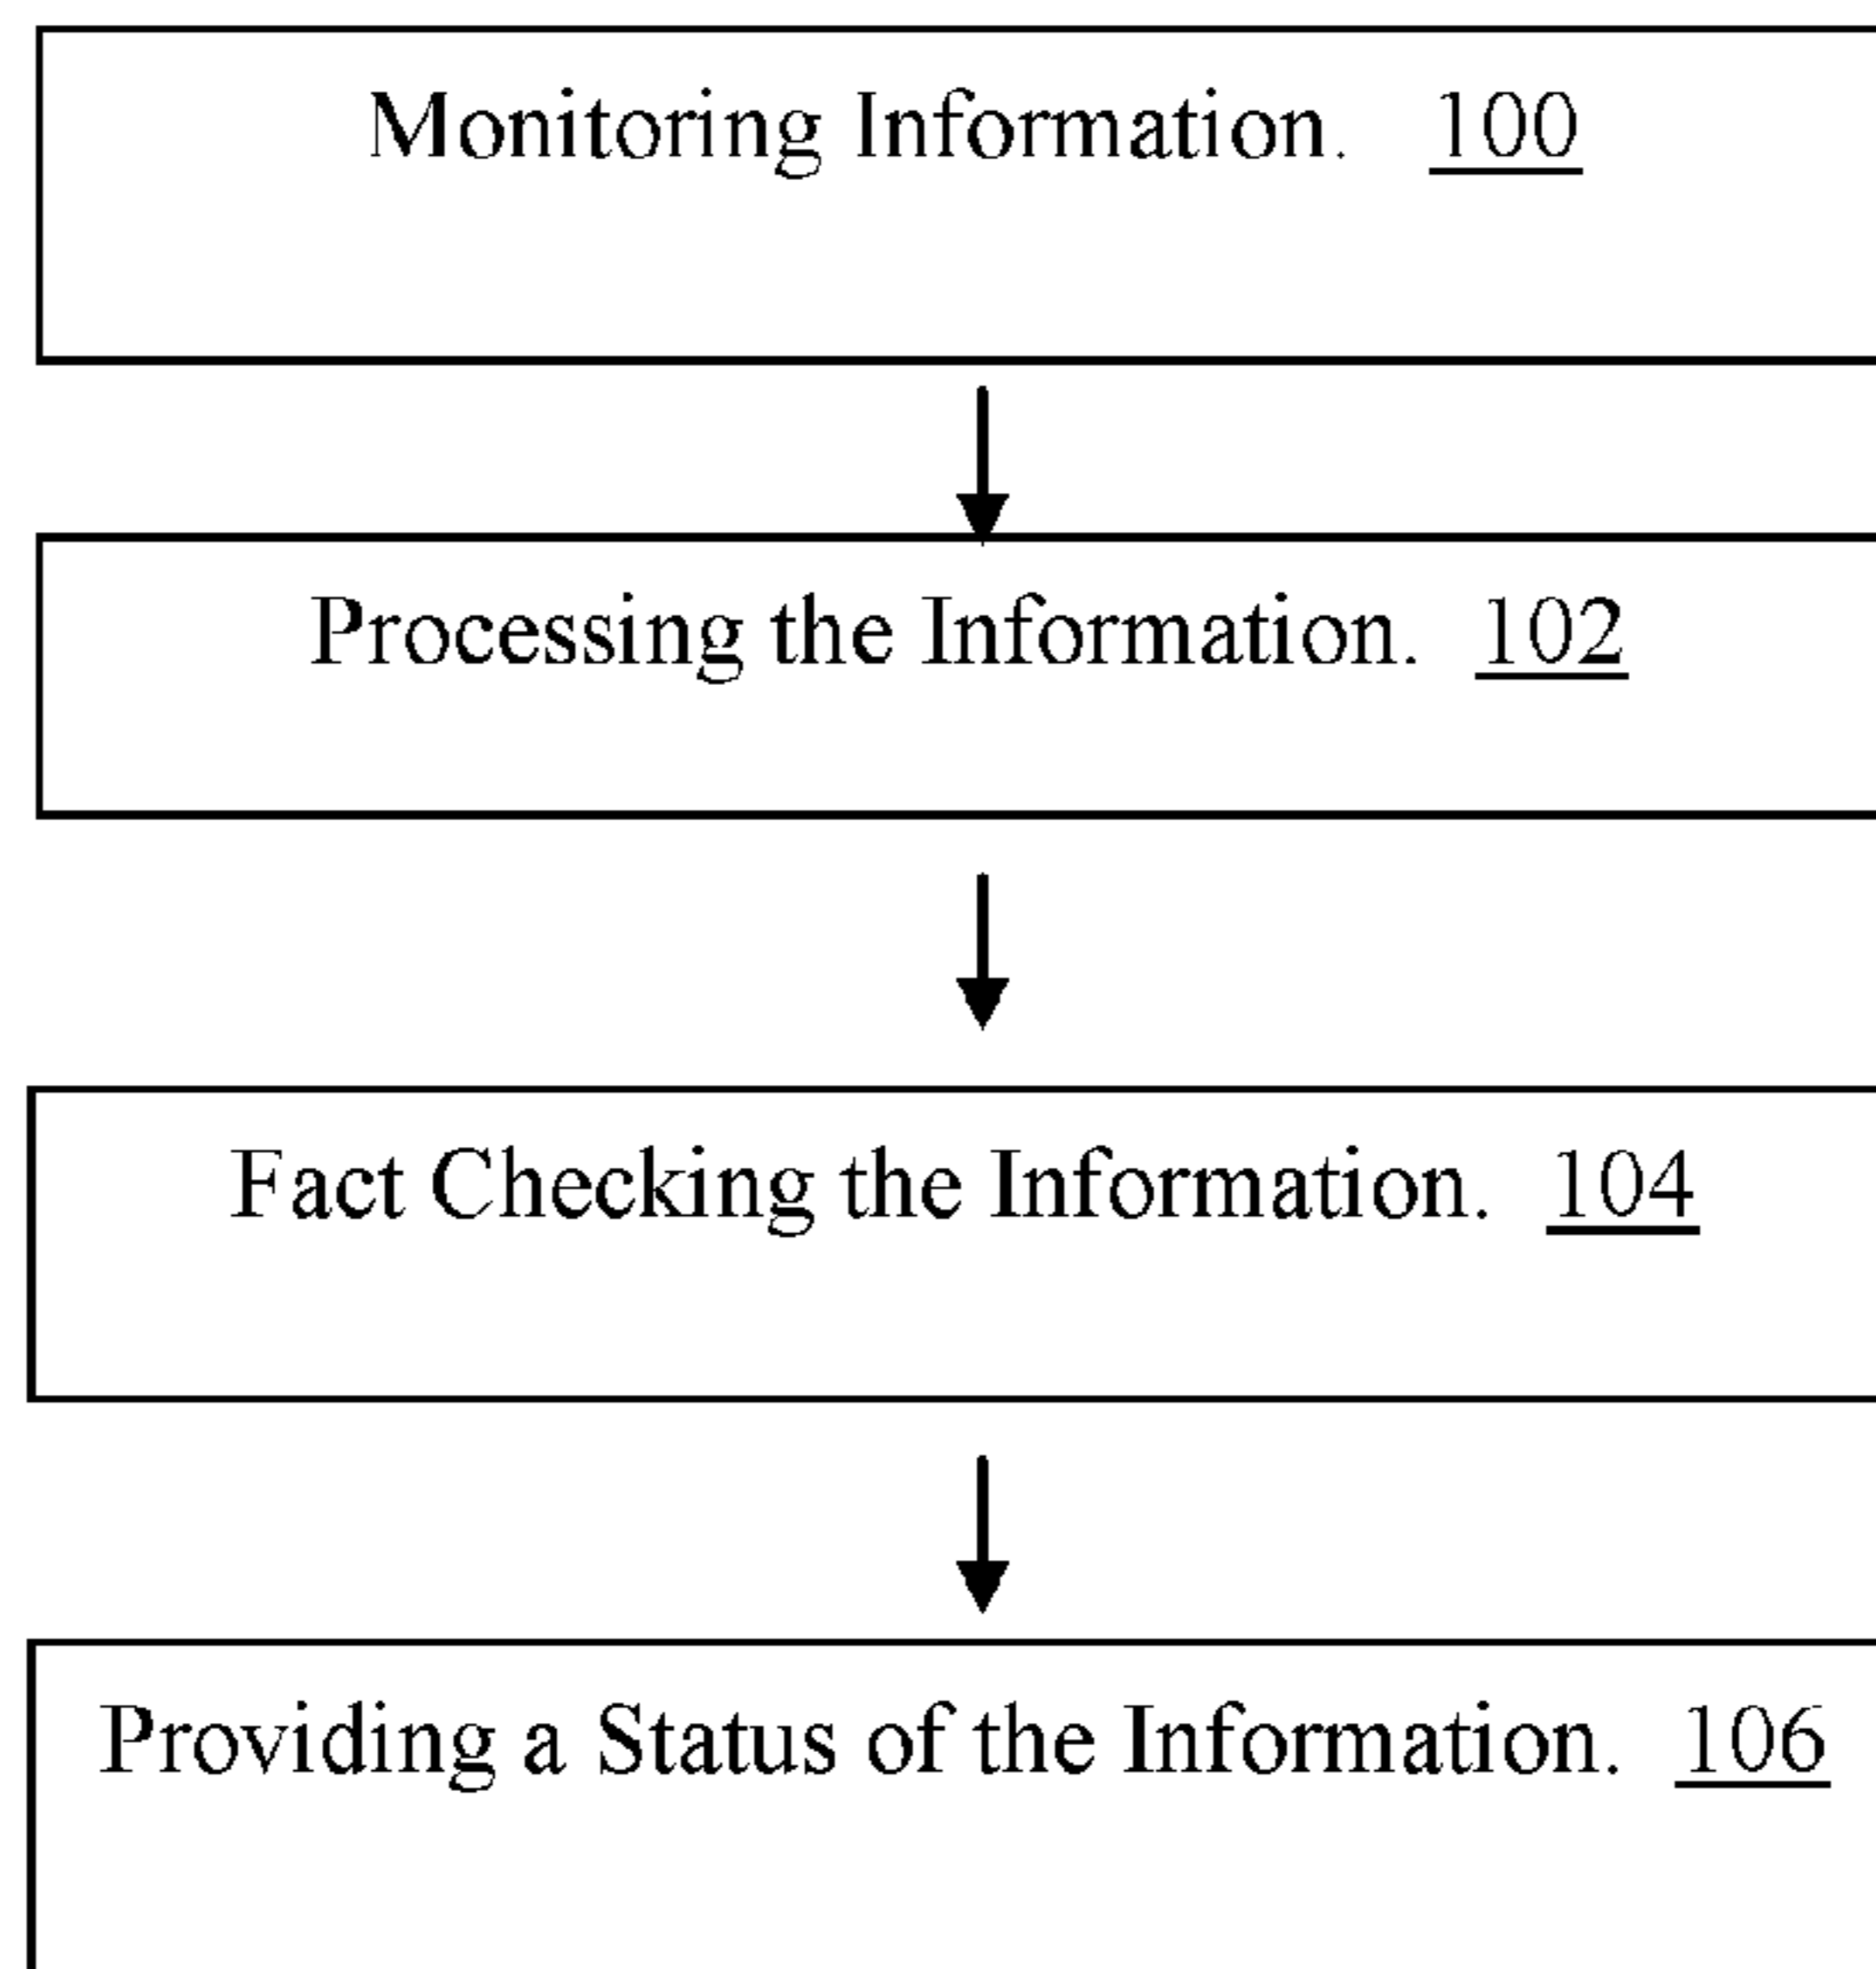 Monitoring Information. 100
Processing the Information. 102
Fact Checking the Information. 104
Providing a Status of the Information. 106